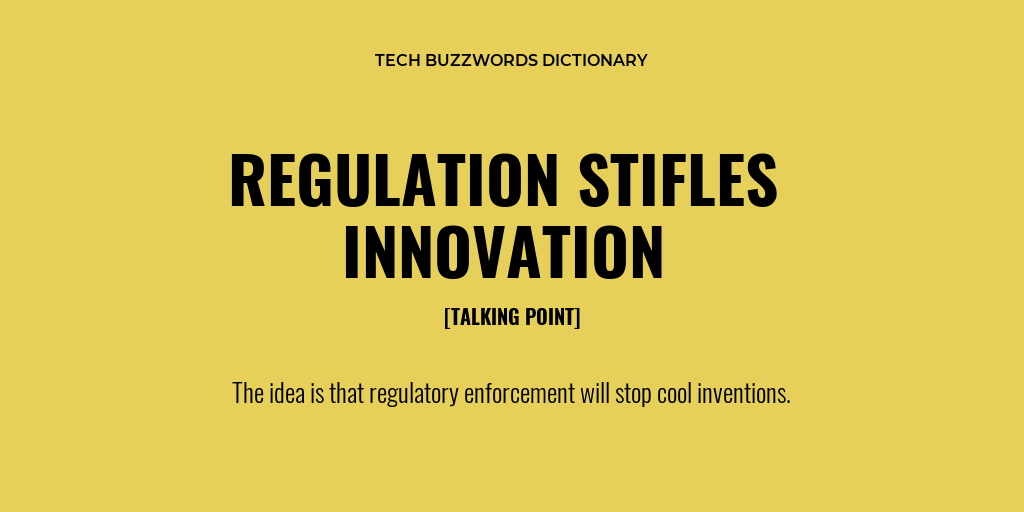 TECH BUZZWORDS DICTIONARY
REGULATION STIFLES
INNOVATION
[TALKING POINT]
The idea is that regulatory enforcement will stop cool inventions.